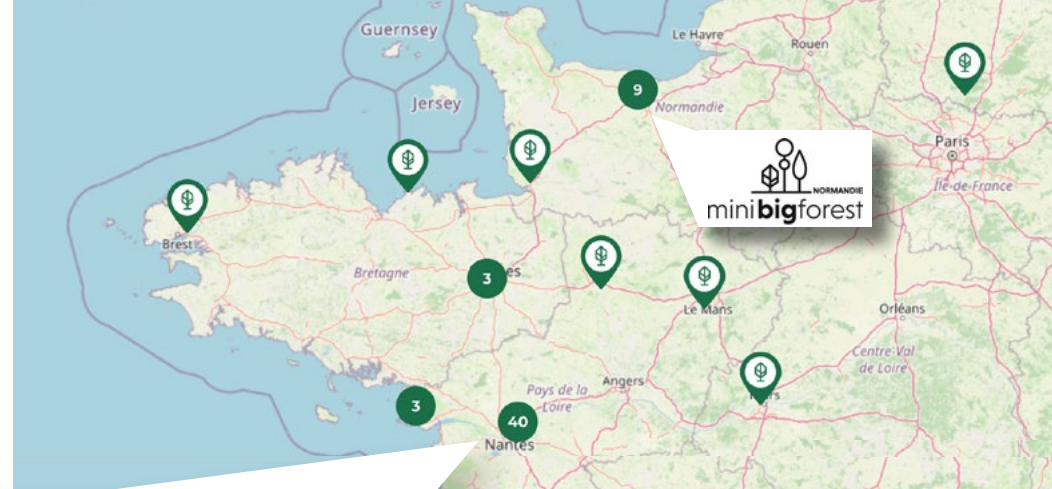 Guernsey
Le Havre
Rouen
9
Jersey
Normandie
Paris
NORMANDIE
minibigforest
Île-de-France
Brest
Bretagne
3
es
Le Mans
Orléans
Centre-Val
de Loire
Angers
Pays de la
Loire
3
40
Nantes